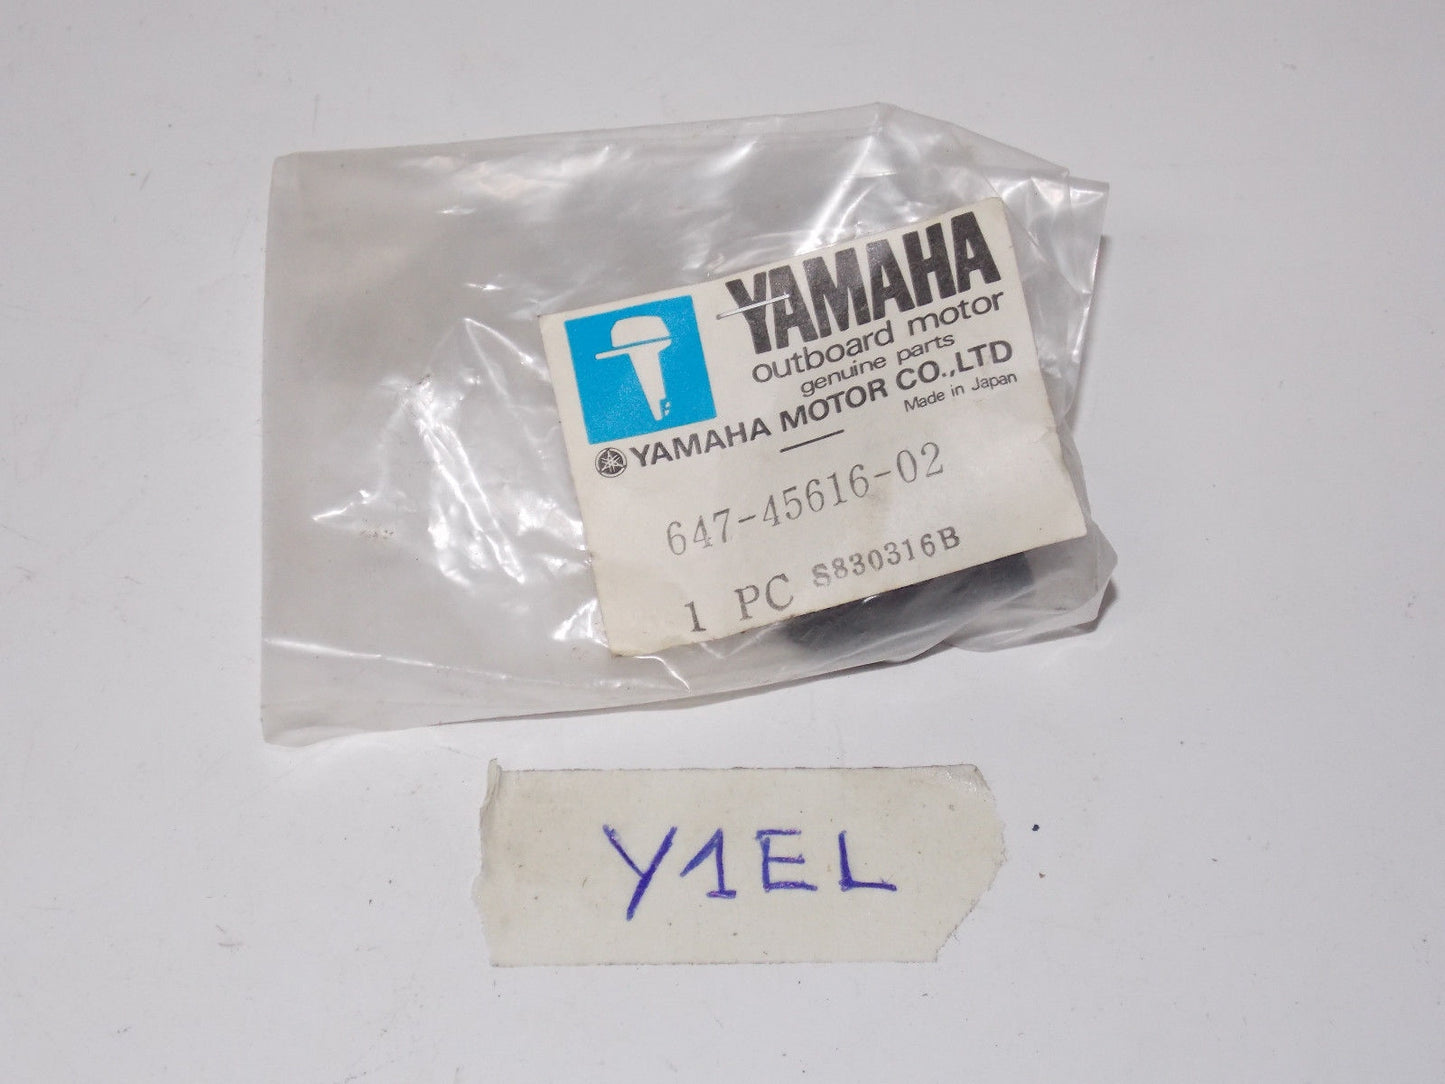 YAMAHA
outboard motor
genuine parts
YAMAHA MOTOR CO.,LTD
Made in Japan
647-45616-02
1 PC S830316B
Y1EL